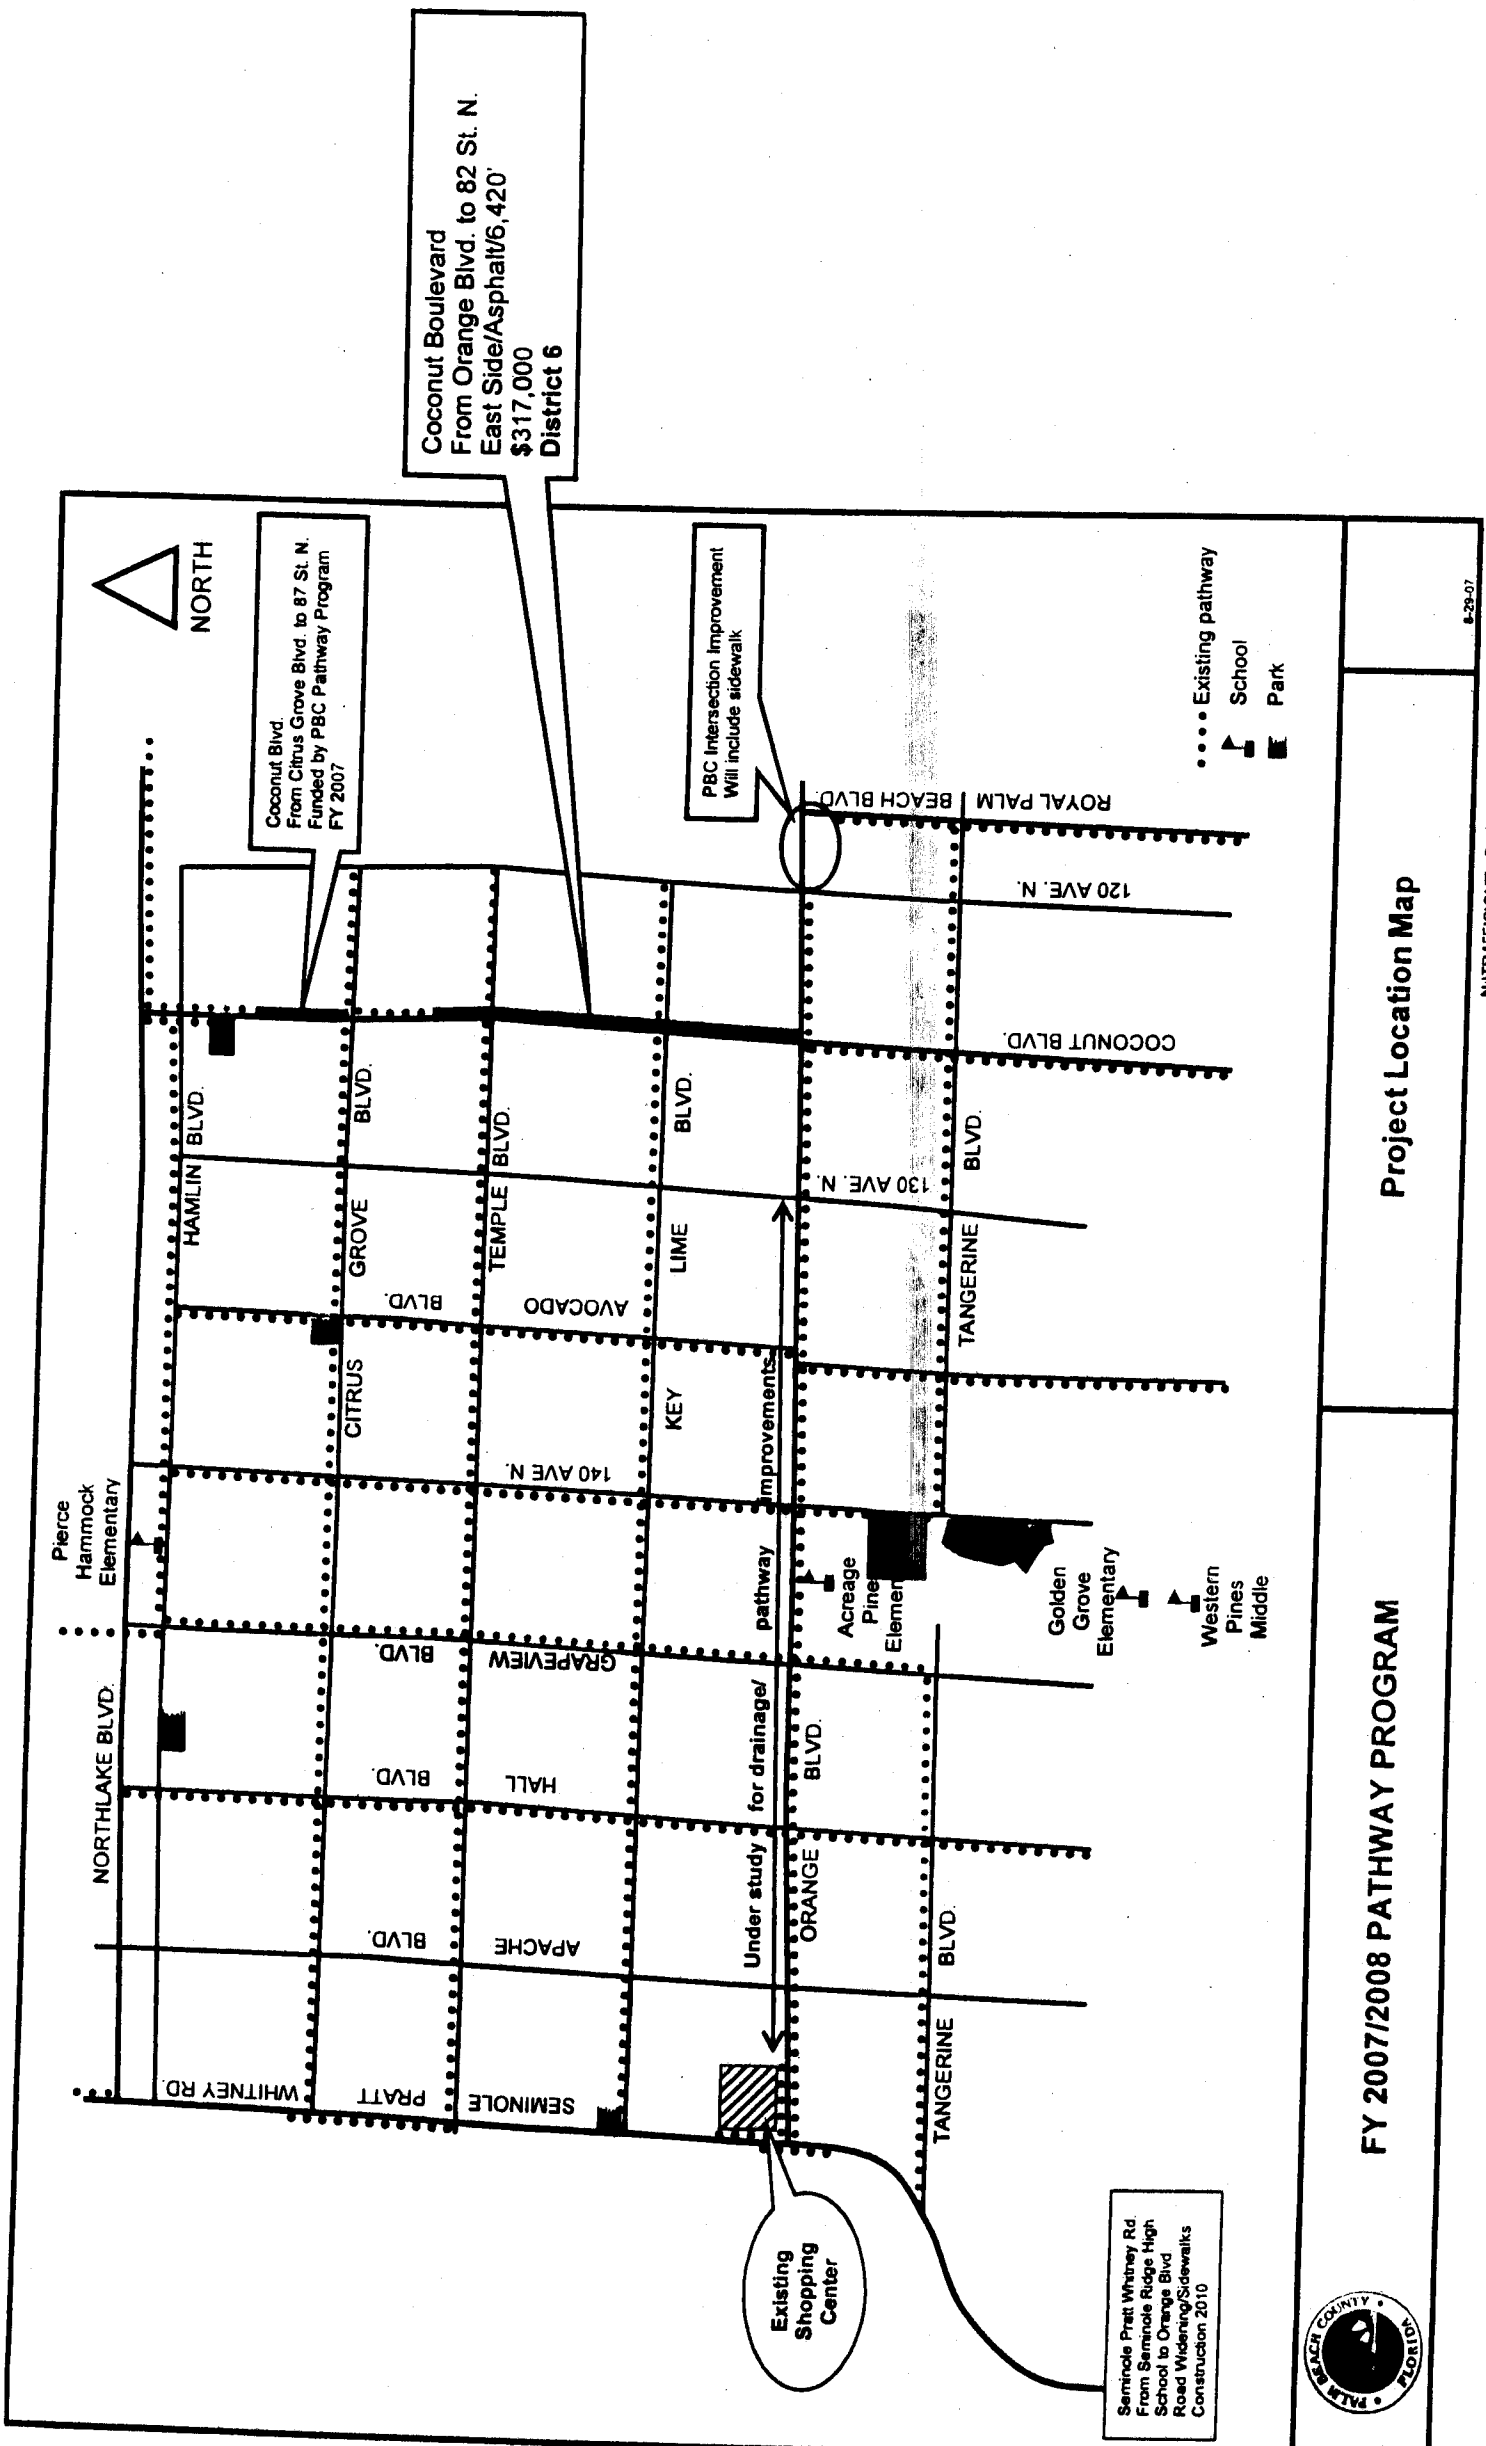 Coconut Boulevard
From Orange Blvd. to 82 St. N.
East Side/Asphalt/6,420'
$317,000
District 6
NORTH
Coconut Blvd.
From Citrus Grove Blvd. to 87 St. N.
Funded by PBC Pathway Program
FY 2007
PBC Intersection Improvement
Will include sidewalk
Pierce
Hammock
Elementary
NORTHLAKE BLVD.
HAMLIN BLVD.
CITRUS GROVE BLVD.
TEMPLE BLVD.
KEY LIME BLVD.
Under study for drainage/ pathway improvements
ORANGE BLVD.
TANGERINE BLVD.
TANGERINE BLVD.
SEMINOLE PRATT WHITNEY RD.
APACHE BLVD.
HALL BLVD.
GRAPEVIEW BLVD.
140 AVE N.
AVOCADO BLVD.
130 AVE. N.
COCONUT BLVD.
120 AVE. N.
ROYAL PALM BEACH BLVD.
Existing
Shopping
Center
Acreage
Pine
Elemen
Golden
Grove
Elementary
Western
Pines
Middle
Existing pathway
School
Park
Seminole Pratt Whitney Rd.
From Seminole Ridge High
School to Orange Blvd
Road Widening/Sidewalks
Construction 2010
PALM BEACH COUNTY
FLORIDA
FY 2007/2008 PATHWAY PROGRAM
Project Location Map
8-29-07